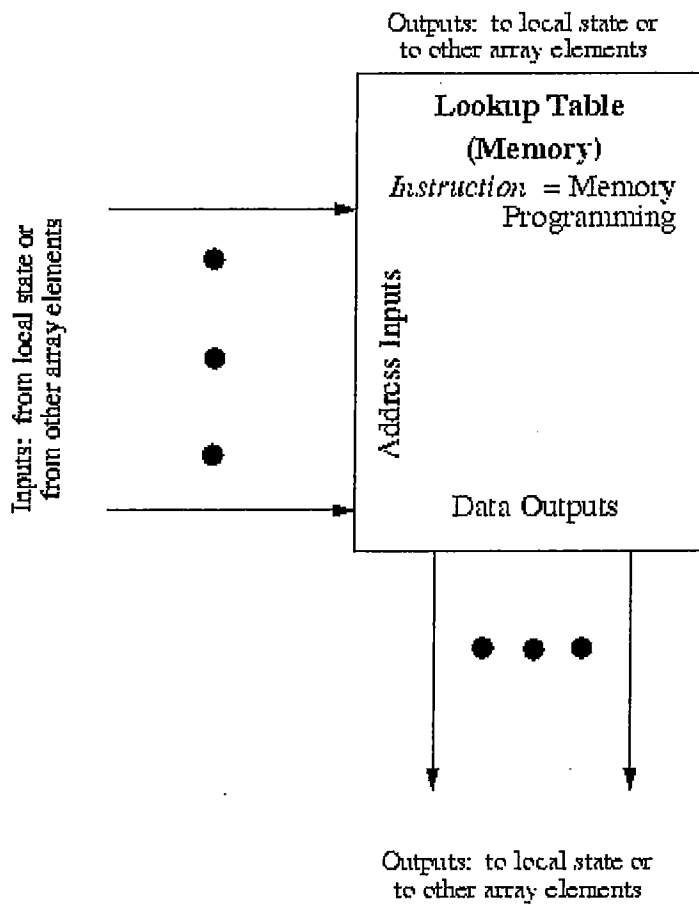 Outputs: to local state or
to other array elements
Lookup Table
(Memory)
Instruction = Memory
Programming
Inputs: from local state or
from other array elements
Address Inputs
Data Outputs
Outputs: to local state or
to other array elements